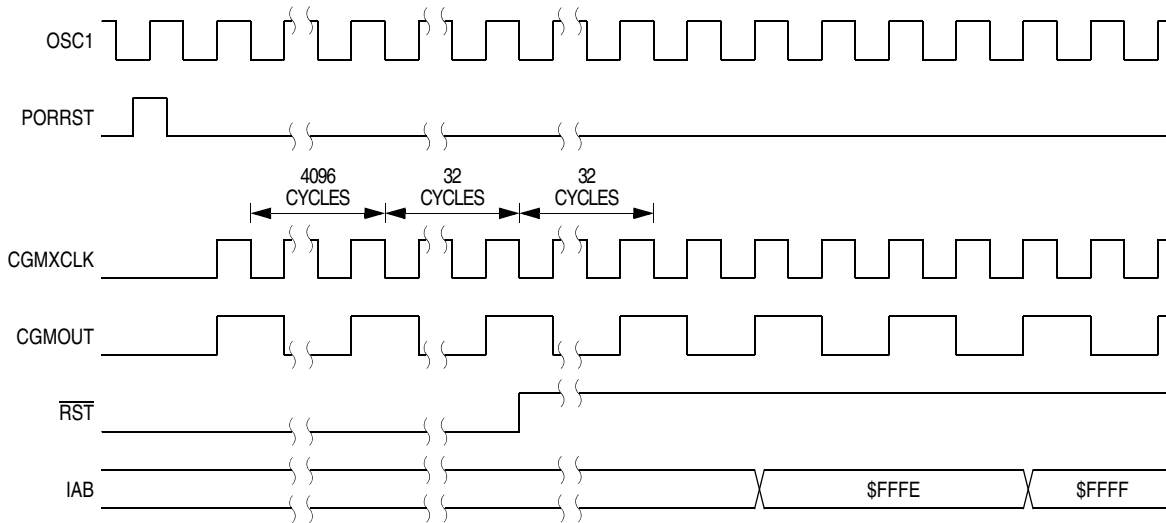 OSC1
PORRST
4096
CYCLES
32
CYCLES
32
CYCLES
CGMXCLK
CGMOUT
RST
IAB
$FFFE
$FFFF